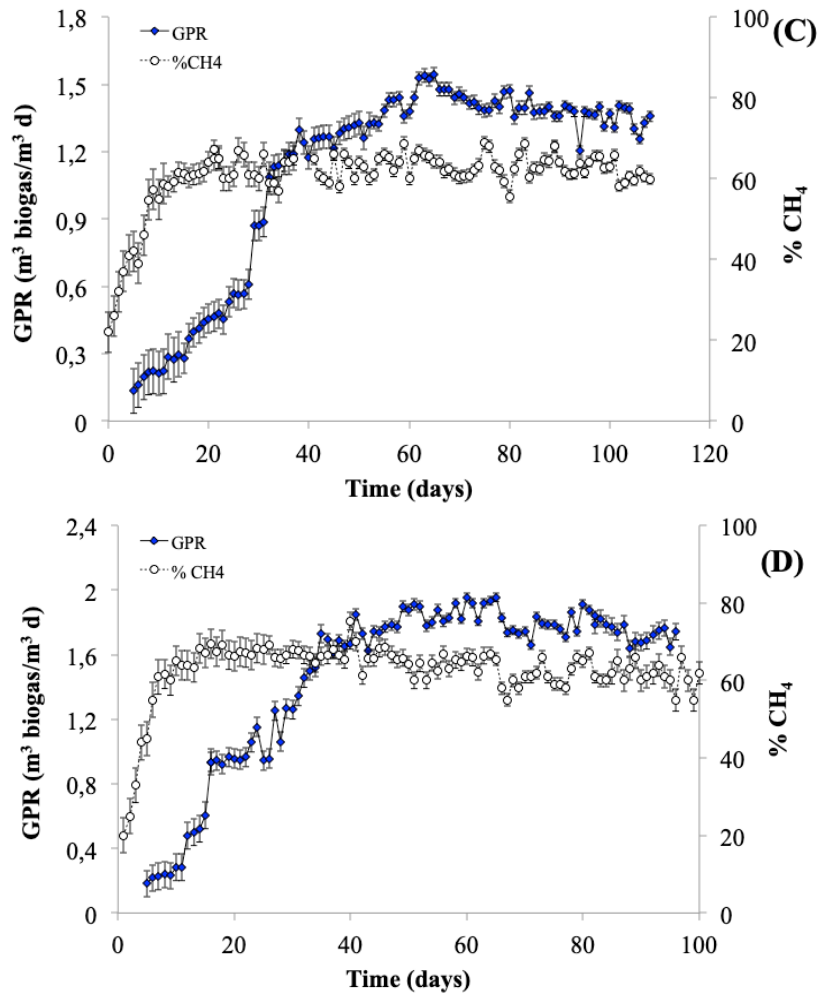 (C)
GPR
%CH4
GPR (m³ biogas/m³ d)
1,8
1,5
1,2
0,9
0,6
0,3
0
100
80
60
40
20
0
% CH₄
0 20 40 60 80 100 120
Time (days)
(D)
GPR
% CH4
GPR (m³ biogas/m³ d)
2,4
2
1,6
1,2
0,8
0,4
0
100
80
60
40
20
0
% CH₄
0 20 40 60 80 100
Time (days)